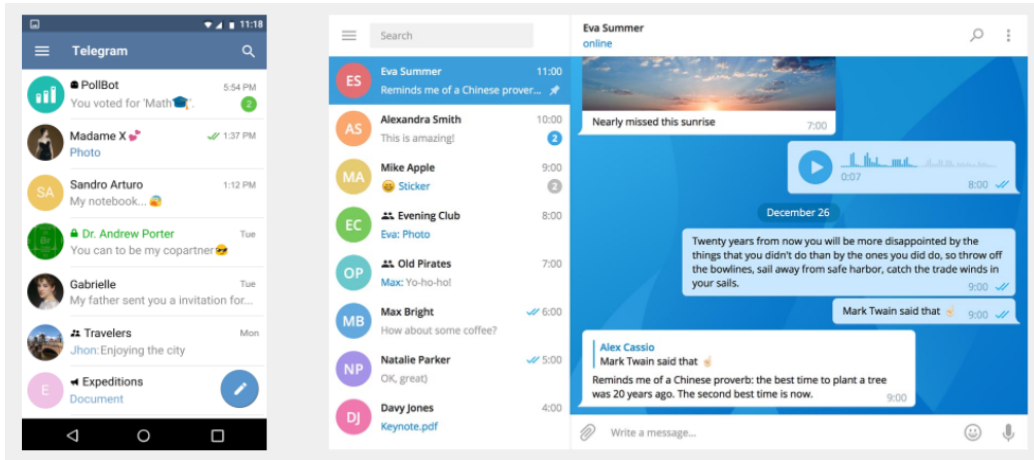 11:18
Telegram
PollBot
5:54 PM
You voted for 'Math🎓'.
2
Madame X💕
1:37 PM
Photo
SA
Sandro Arturo
1:12 PM
My notebook...
Dr. Andrew Porter
Tue
You can to be my copartner😎
Gabrielle
Tue
My father sent you a invitation for...
Travelers
Mon
Jhon: Enjoying the city
E
Expeditions
Document
Search
ES
Eva Summer
11:00
Reminds me of a Chinese prover...
AS
Alexandra Smith
10:00
This is amazing!
2
MA
Mike Apple
9:00
Sticker
2
EC
Evening Club
8:00
Eva: Photo
OP
Old Pirates
7:00
Max: Yo-ho-ho!
MB
Max Bright
6:00
How about some coffee?
NP
Natalie Parker
5:00
OK, great)
DJ
Davy Jones
4:00
Keynote.pdf
Eva Summer
online
Nearly missed this sunrise
7:00
0:07
8:00
December 26
Twenty years from now you will be more disappointed by the
things that you didn't do than by the ones you did do, so throw off
the bowlines, sail away from safe harbor, catch the trade winds in
your sails.
9:00
Mark Twain said that ☝
9:00
Alex Cassio
Mark Twain said that ☝
Reminds me of a Chinese proverb: the best time to plant a tree
was 20 years ago. The second best time is now.
9:00
Write a message...